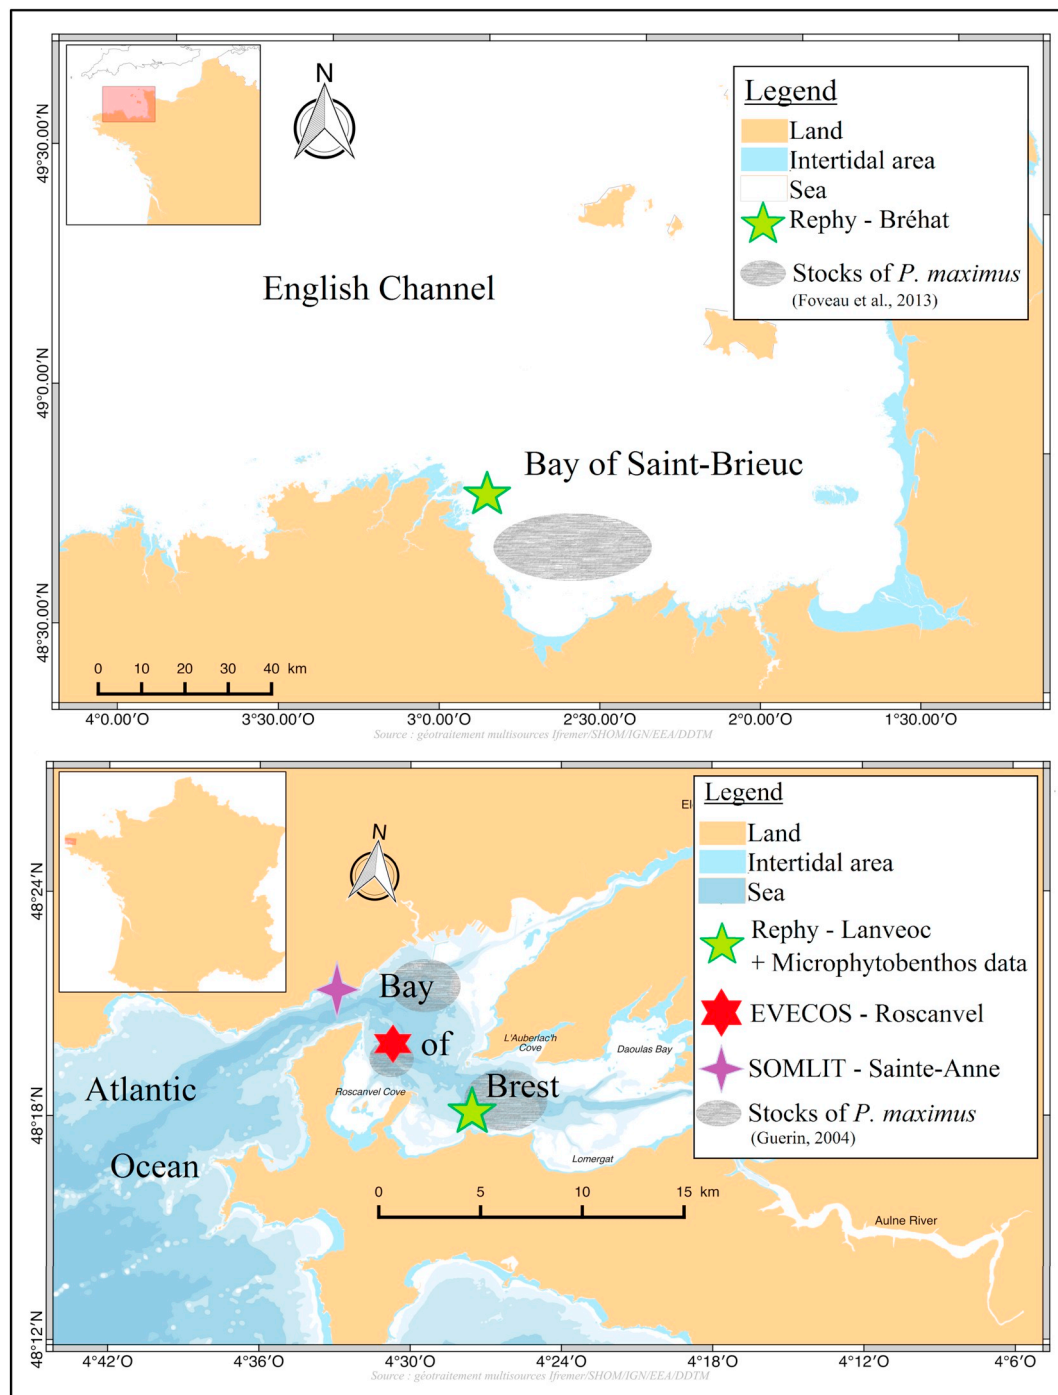 N
Legend
Land
Intertidal area
Sea
Rephy - Bréhat
Stocks of P. maximus
(Foveau et al., 2013)
English Channel
Bay of Saint-Brieuc
49°30.00'N
49°0.00'N
48°30.00'N
0 10 20 30 40 km
4°0.00'O 3°30.00'O 3°0.00'O 2°30.00'O 2°0.00'O 1°30.00'O
Source : géotraitement multisources Ifremer/SHOM/IGN/EEA/DDTM
N
El
Legend
Land
Intertidal area
Sea
Rephy - Lanveoc
+ Microphytobenthos data
EVECOS - Roscanvel
SOMLIT - Sainte-Anne
Stocks of P. maximus
(Guerin, 2004)
48°24'N
48°18'N
48°12'N
Bay
of
Brest
L'Auberlac'h
Cove
Daoulas Bay
Roscanvel Cove
Atlantic
Ocean
Lomergat
0 5 10 15 km
Aulne River
4°42'O 4°36'O 4°30'O 4°24'O 4°18'O 4°12'O 4°6'O
Source : géotraitement multisources Ifremer/SHOM/IGN/EEA/DDTM